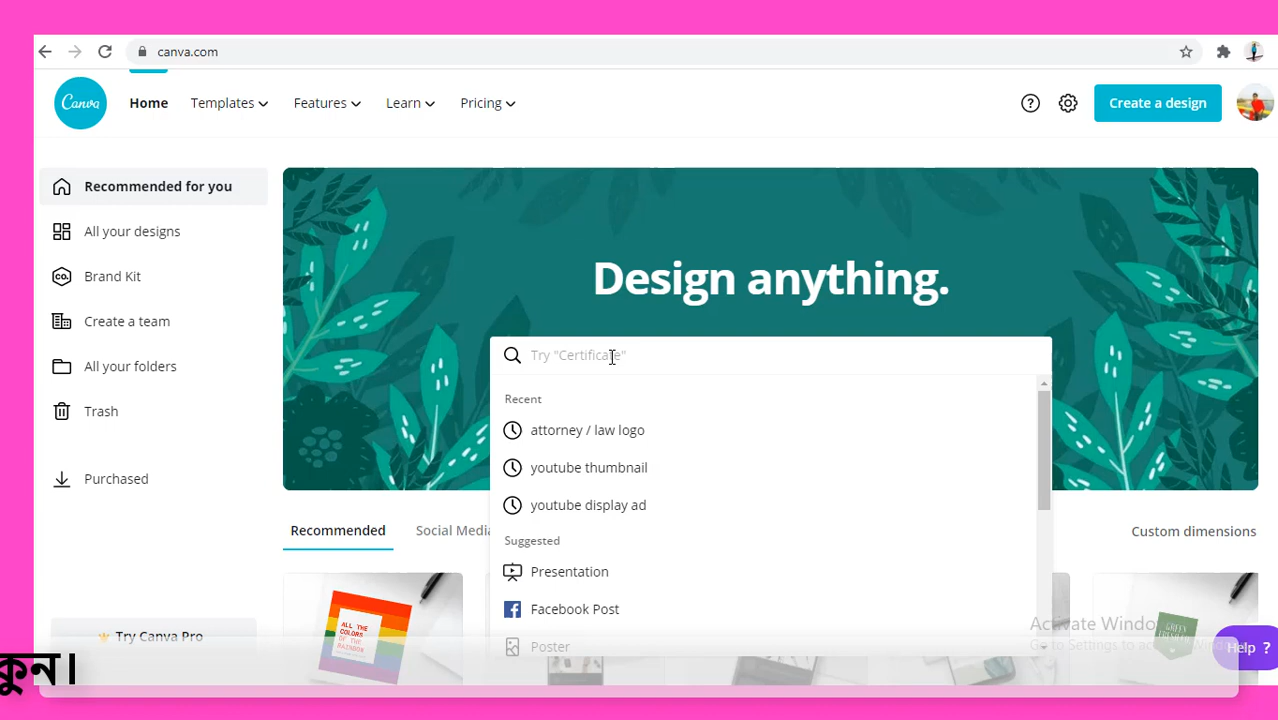 canva.com
Canva
Home
Templates
Features
Learn
Pricing
Create a design
Recommended for you
All your designs
Brand Kit
Create a team
All your folders
Trash
Purchased
Try Canva Pro
Design anything.
Try "Certificate"
Recent
attorney / law logo
youtube thumbnail
youtube display ad
Suggested
Presentation
Facebook Post
Poster
Recommended
Social Media
Custom dimensions
ALL THE
COLORS
OF THE
RAINBOW
Activate Windo
Go to Settings to ac
Help ?
কুন।